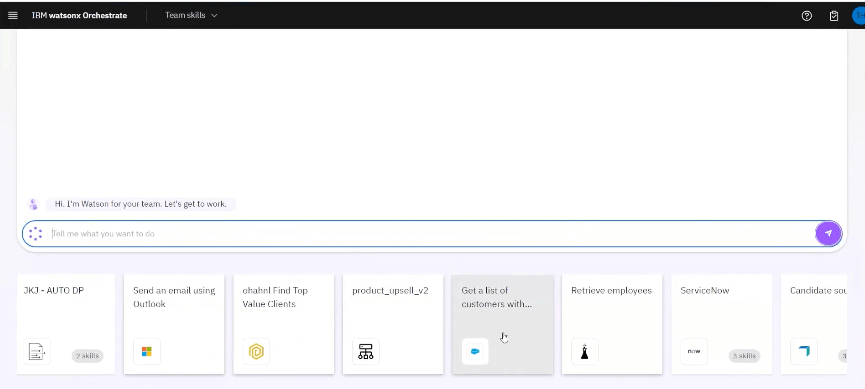 IBM watsonx Orchestrate
Team skills
Hi. I'm Watson for your team. Let's get to work.
Tell me what you want to do
JKJ - AUTO DP
2 skills
Send an email using
Outlook
ohahnl Find Top
Value Clients
product_upsell_v2
Get a list of
customers with...
Retrieve employees
ServiceNow
now
3 skills
Candidate sou
3